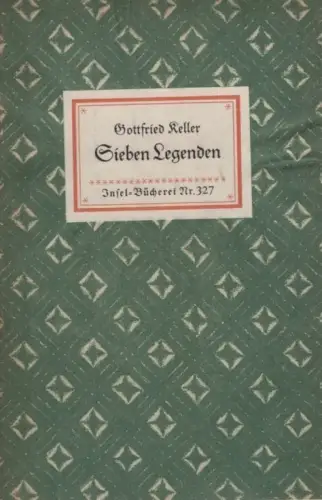 Gottfried Keller
Sieben Legenden
Insel-Bücherei Nr. 327